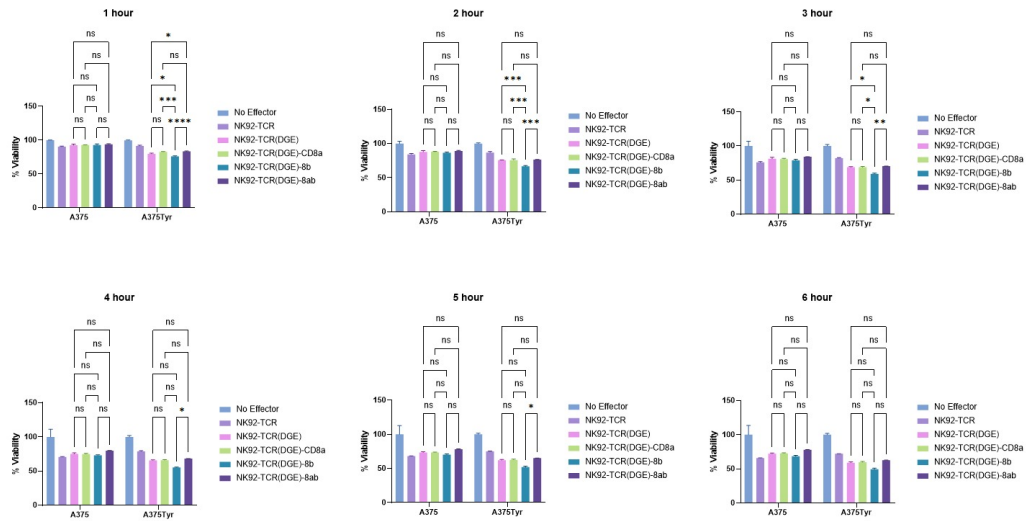 1 hour
ns
*
ns
ns
ns
*
ns
***
ns
ns
ns
****
150
100
50
0
% Viability
A375
A375Tyr
No Effector
NK92-TCR
NK92-TCR(DGE)
NK92-TCR(DGE)-CD8a
NK92-TCR(DGE)-8b
NK92-TCR(DGE)-8ab
2 hour
ns
ns
ns
ns
ns
***
ns
***
ns
ns
ns
***
150
100
50
0
% Viability
A375
A375Tyr
No Effector
NK92-TCR
NK92-TCR(DGE)
NK92-TCR(DGE)-CD8a
NK92-TCR(DGE)-8b
NK92-TCR(DGE)-8ab
3 hour
ns
ns
ns
ns
ns
*
ns
*
ns
ns
ns
**
150
100
50
0
% Viability
A375
A375Tyr
No Effector
NK92-TCR
NK92-TCR(DGE)
NK92-TCR(DGE)-CD8a
NK92-TCR(DGE)-8b
NK92-TCR(DGE)-8ab
4 hour
ns
ns
ns
ns
ns
ns
ns
ns
ns
ns
ns
*
150
100
50
0
% Viability
A375
A375Tyr
No Effector
NK92-TCR
NK92-TCR(DGE)
NK92-TCR(DGE)-CD8a
NK92-TCR(DGE)-8b
NK92-TCR(DGE)-8ab
5 hour
ns
ns
ns
ns
ns
ns
ns
ns
ns
ns
ns
*
150
100
50
0
% Viability
A375
A375Tyr
No Effector
NK92-TCR
NK92-TCR(DGE)
NK92-TCR(DGE)-CD8a
NK92-TCR(DGE)-8b
NK92-TCR(DGE)-8ab
6 hour
ns
ns
ns
ns
ns
ns
ns
ns
ns
ns
ns
ns
150
100
50
0
% Viability
A375
A375Tyr
No Effector
NK92-TCR
NK92-TCR(DGE)
NK92-TCR(DGE)-CD8a
NK92-TCR(DGE)-8b
NK92-TCR(DGE)-8ab